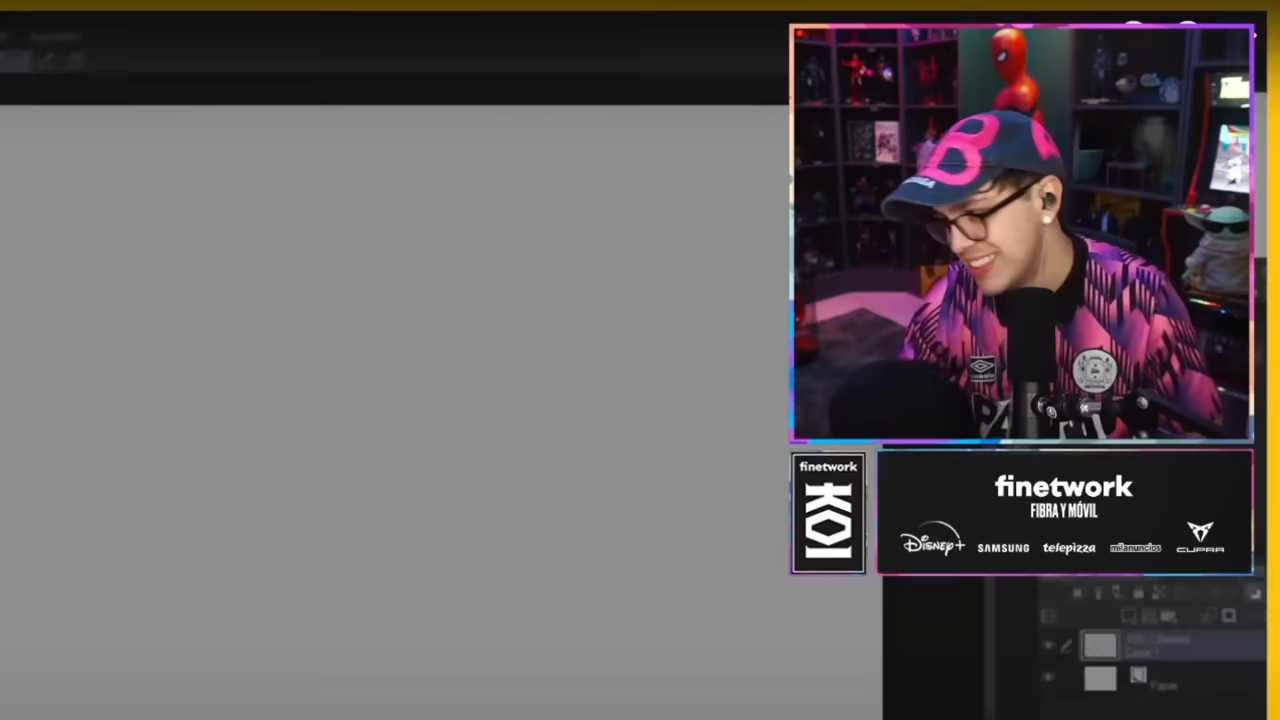 B
finetwork
KOI
finetwork
FIBRA Y MÓVIL
Disney+
SAMSUNG
telepizza
milanuncios
CUPRA